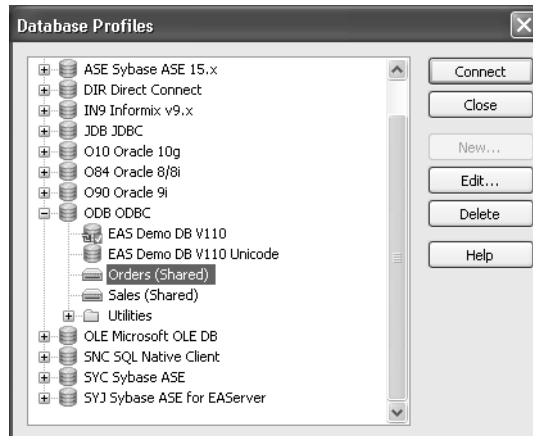 Database Profiles
ASE Sybase ASE 15.x
DIR Direct Connect
IN9 Informix v9.x
JDB JDBC
O10 Oracle 10g
O84 Oracle 8/8i
O90 Oracle 9i
ODB ODBC
EAS Demo DB V110
EAS Demo DB V110 Unicode
Orders (Shared)
Sales (Shared)
Utilities
OLE Microsoft OLE DB
SNC SQL Native Client
SYC Sybase ASE
SYJ Sybase ASE for EAServer
Connect
Close
New...
Edit...
Delete
Help